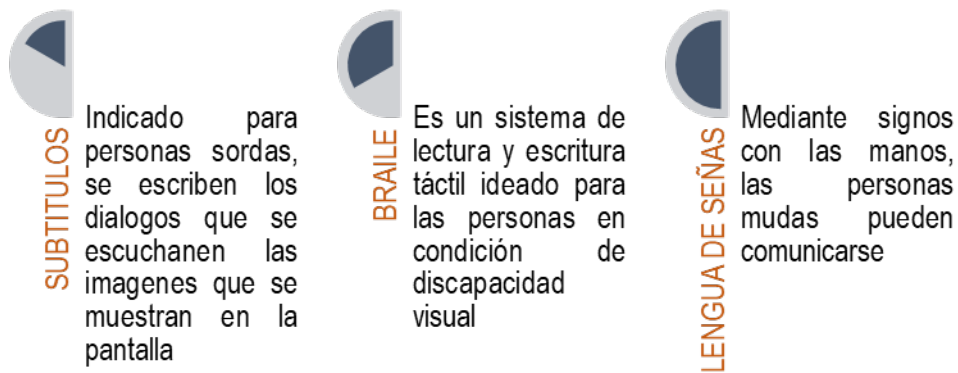 SUBTITULOS
Indicado para
personas sordas,
se escriben los
dialogos que se
escuchanen las
imagenes que se
muestran en la
pantalla
BRAILE
Es un sistema de
lectura y escritura
táctil ideado para
las personas en
condición de
discapacidad
visual
LENGUA DE SEÑAS
Mediante signos
con las manos,
las personas
mudas pueden
comunicarse